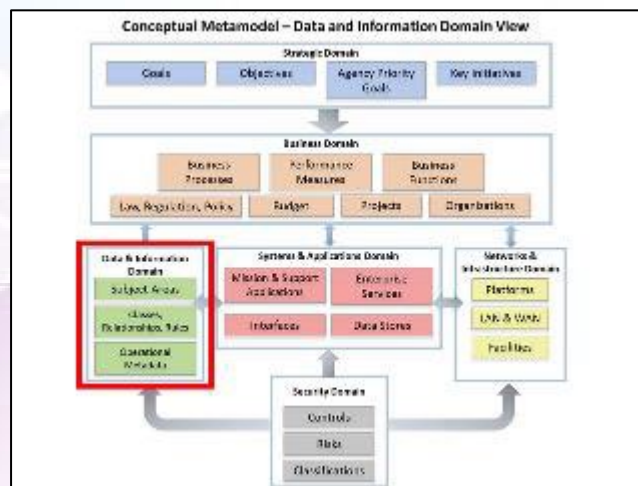 Conceptual Metamodel – Data and Information Domain View
Strategic Domain
Goals
Objectives
Agency Priority
Goals
Key Initiatives
Business Domain
Business
Processes
Performance
Measures
Business
Functions
Law, Regulation, Policy
Budget
Projects
Organizations
Data & Information
Domain
Subject Areas
Classes,
Relationships, Rules
Operational
Metadata
Systems & Applications Domain
Mission & Support
Applications
Enterprise
Services
Interfaces
Data Stores
Networks &
Infrastructure Domain
Platforms
LAN & WAN
Facilities
Security Domain
Controls
Risks
Classifications